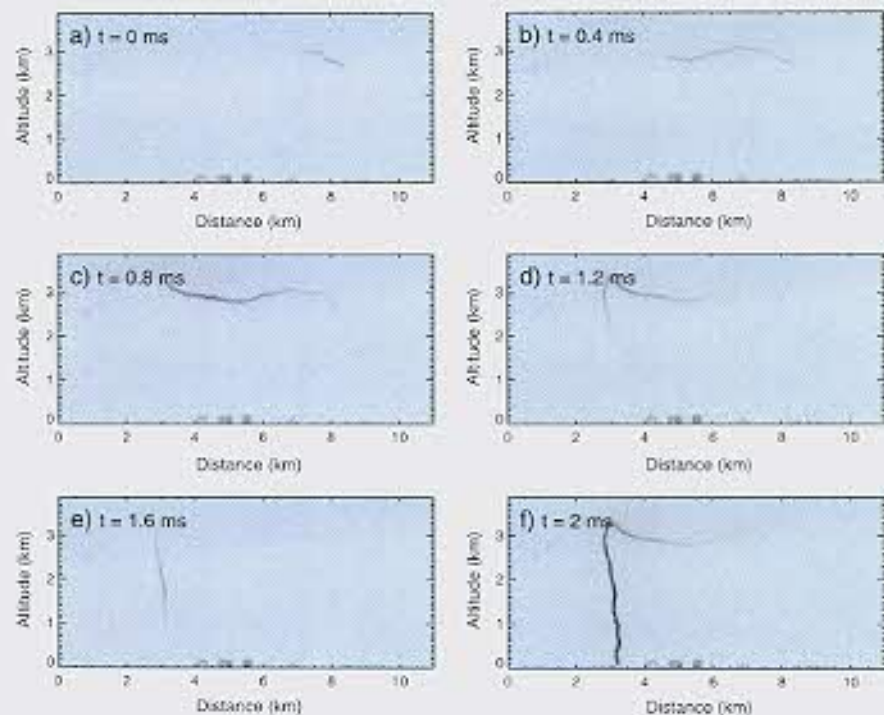 a) t = 0 ms
Altitude (km)
3
2
1
0
0 2 4 6 8 10
Distance (km)
b) t = 0.4 ms
Altitude (km)
3
2
1
0
0 2 4 6 8 10
Distance (km)
c) t = 0.8 ms
Altitude (km)
3
2
1
0
0 2 4 6 8 10
Distance (km)
d) t = 1.2 ms
Altitude (km)
3
2
1
0
0 2 4 6 8 10
Distance (km)
e) t = 1.6 ms
Altitude (km)
3
2
1
0
0 2 4 6 8 10
Distance (km)
f) t = 2 ms
Altitude (km)
3
2
1
0
0 2 4 6 8 10
Distance (km)